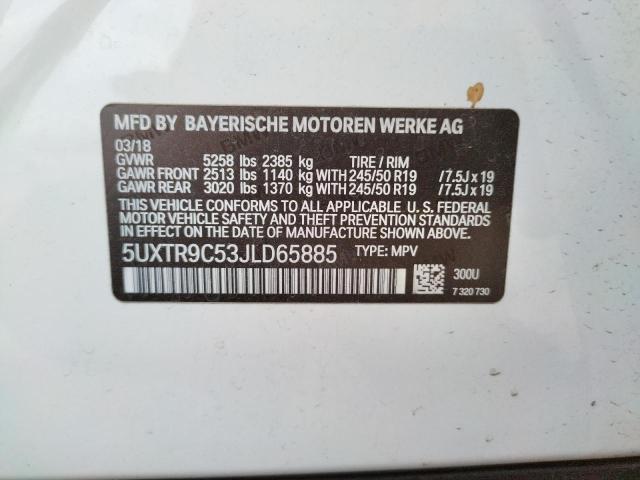 MFD BY BAYERISCHE MOTOREN WERKE AG
03/18
GVWR 5258 lbs 2385 kg TIRE / RIM
GAWR FRONT 2513 lbs 1140 kg WITH 245/50 R19 /7.5J x 19
GAWR REAR 3020 lbs 1370 kg WITH 245/50 R19 /7.5J x 19
THIS VEHICLE CONFORMS TO ALL APPLICABLE U. S. FEDERAL
MOTOR VEHICLE SAFETY AND THEFT PREVENTION STANDARDS
IN EFFECT ON THE DATE OF MANUFACTURE SHOWN ABOVE.
5UXTR9C53JLD65885 TYPE: MPV
300U
7 320 730